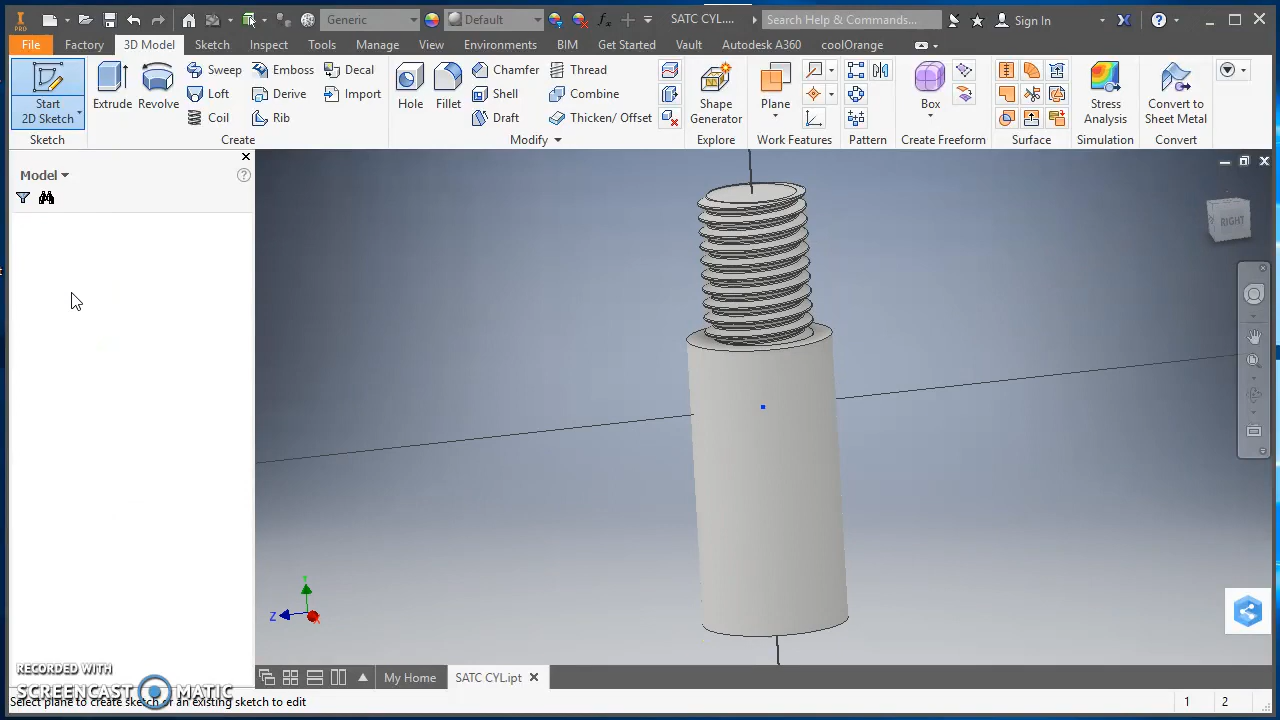 PRO
Generic
Default
SATC CYL....
Search Help & Commands...
Sign In
File
Factory
3D Model
Sketch
Inspect
Tools
Manage
View
Environments
BIM
Get Started
Vault
Autodesk A360
coolOrange
Start
2D Sketch
Extrude
Revolve
Sweep
Loft
Coil
Emboss
Derive
Rib
Decal
Import
Hole
Fillet
Chamfer
Shell
Draft
Thread
Combine
Thicken/ Offset
Shape
Generator
Plane
Box
Stress
Analysis
Convert to
Sheet Metal
Sketch
Create
Modify
Explore
Work Features
Pattern
Create Freeform
Surface
Simulation
Convert
Model
RIGHT
Y
Z
X
My Home
SATC CYL.ipt
RECORDED WITH
SCREENCAST MATIC
Select plane to create sketch or an existing sketch to edit
1
2